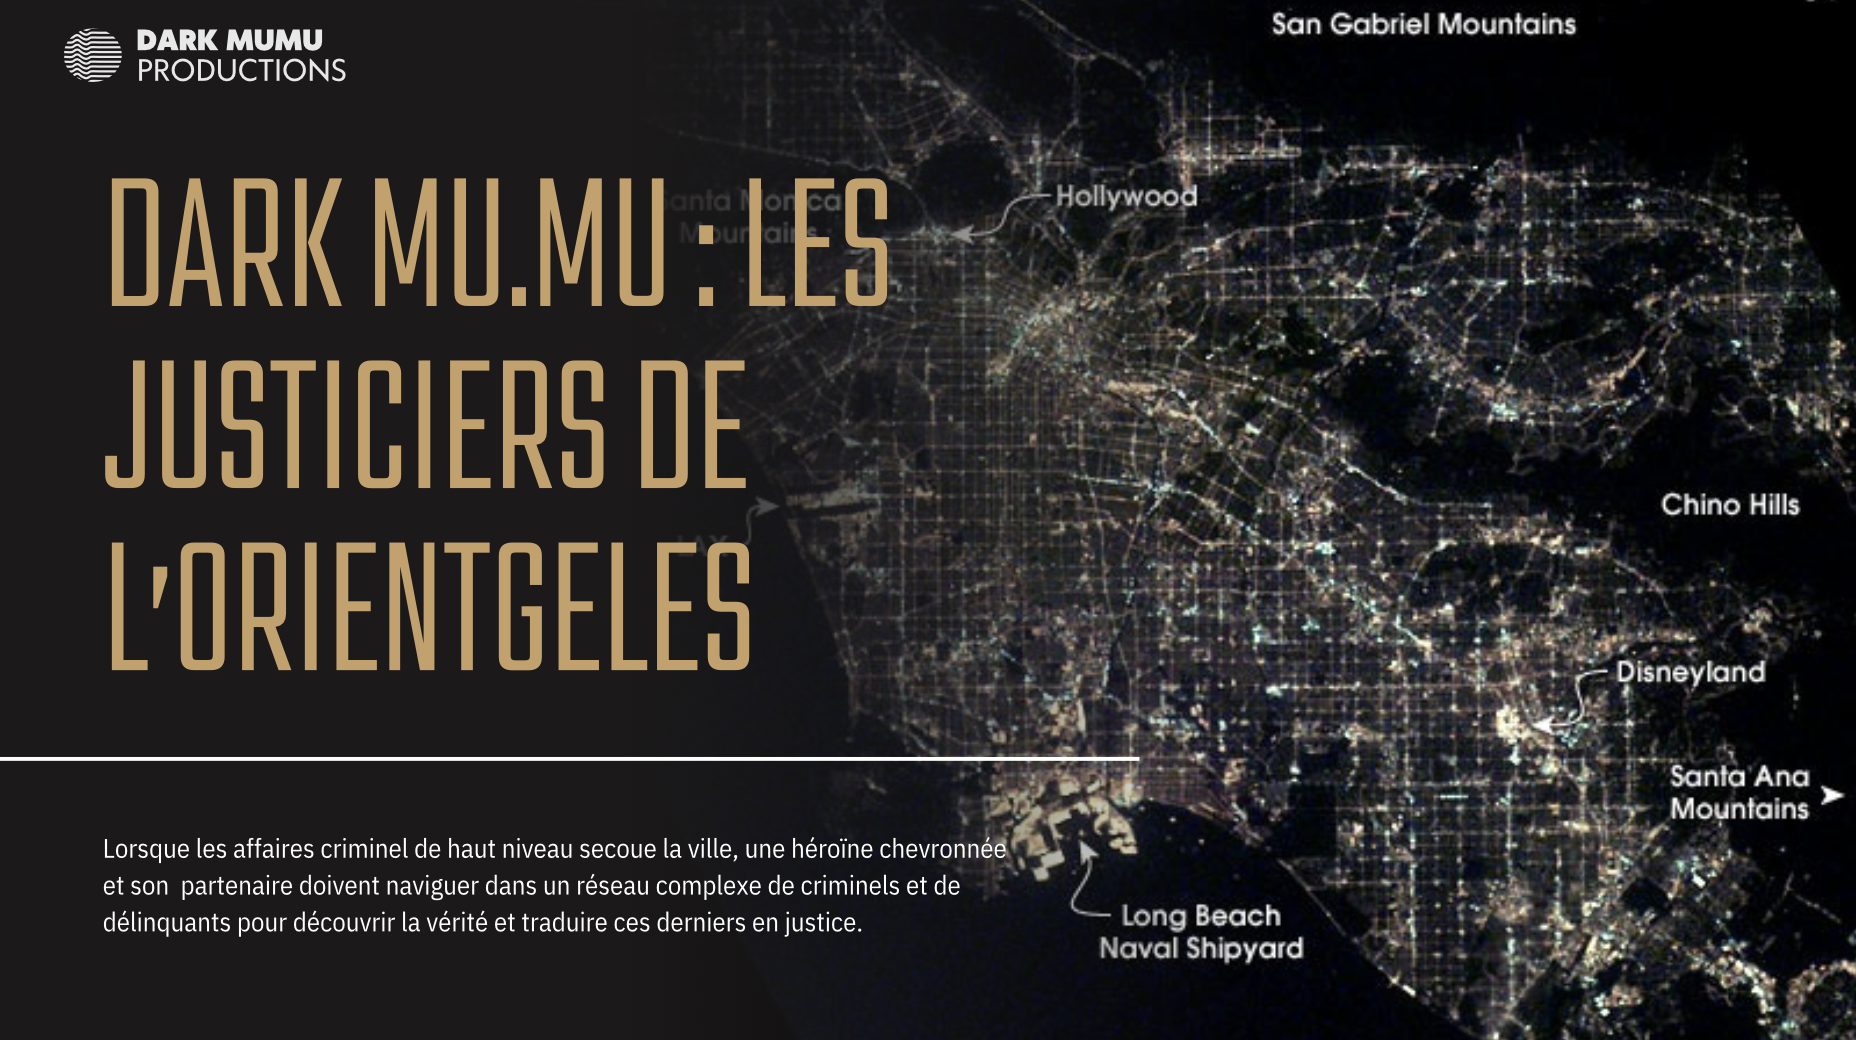 DARK MUMU
PRODUCTIONS
San Gabriel Mountains
DARK MU.MU : LES
JUSTICIERS DE
L'ORIENTGELES
Santa Monica
Mountains
Hollywood
LAX
Chino Hills
Disneyland
Santa Ana
Mountains
Lorsque les affaires criminel de haut niveau secoue la ville, une héroïne chevronnée
et son  partenaire doivent naviguer dans un réseau complexe de criminels et de
délinquants pour découvrir la vérité et traduire ces derniers en justice.
Long Beach
Naval Shipyard